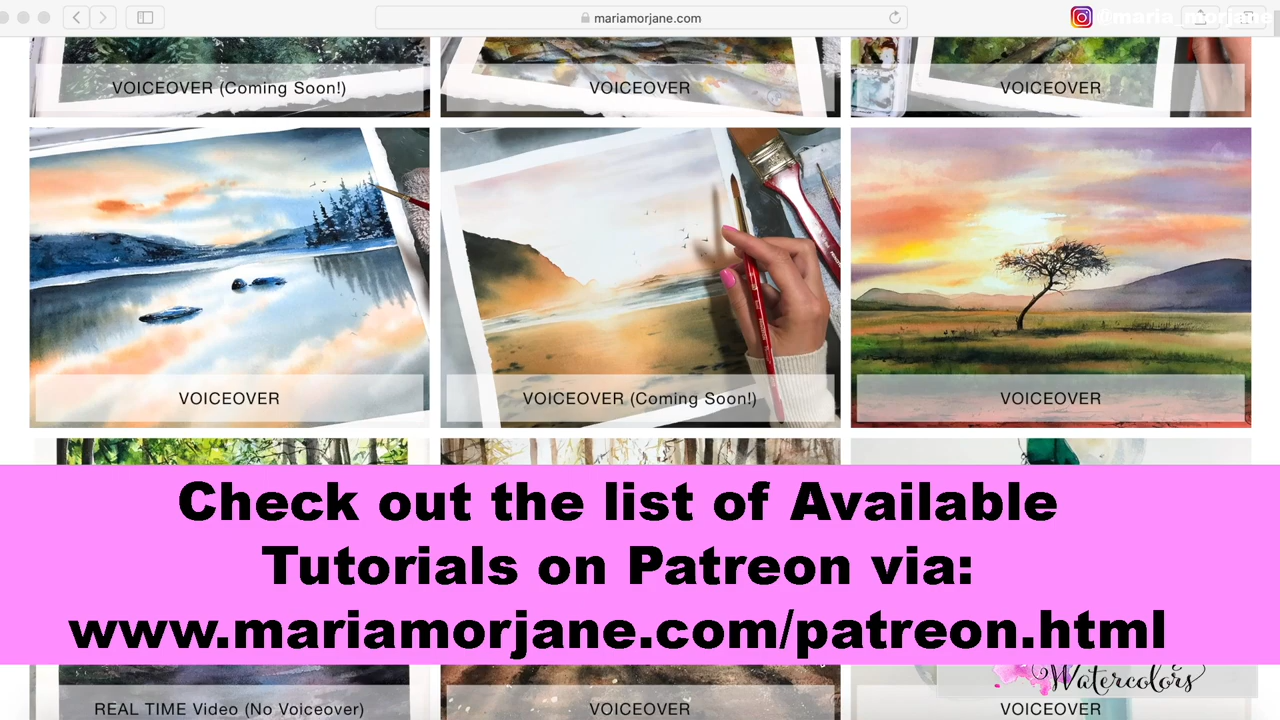 mariamorjane.com
@maria_morjane
VOICEOVER (Coming Soon!)
VOICEOVER
VOICEOVER
VOICEOVER
VOICEOVER (Coming Soon!)
VOICEOVER
Check out the list of Available
Tutorials on Patreon via:
www.mariamorjane.com/patreon.html
Watercolors
REAL TIME Video (No Voiceover)
VOICEOVER
VOICEOVER